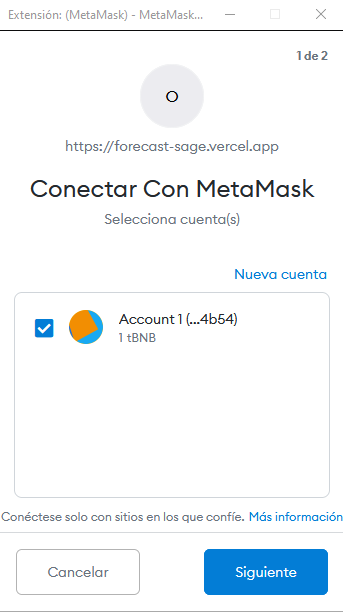 Extensión: (MetaMask) - MetaMask...
1 de 2
O
https://forecast-sage.vercel.app
Conectar Con MetaMask
Selecciona cuenta(s)
Nueva cuenta
Account 1 (...4b54)
1 tBNB
Conéctese solo con sitios en los que confíe. Más información
Cancelar
Siguiente